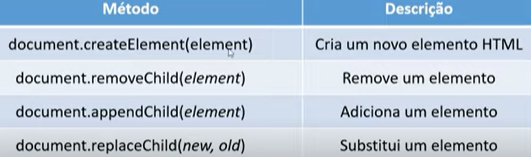 Método Descrição
document.createElement(element) Cria um novo elemento HTML
document.removeChild(element) Remove um elemento
document.appendChild(element) Adiciona um elemento
document.replaceChild(new, old) Substitui um elemento